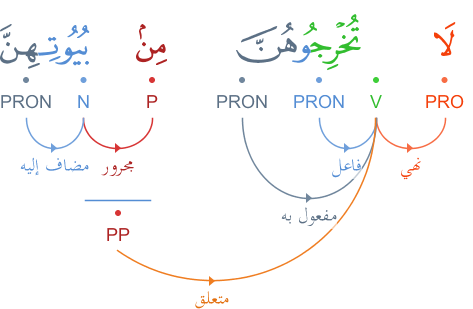 لَا تُخْرِجُوهُنَّ مِنۢ بُيُوتِهِنَّ
PRON N P PRON PRON V PRO
مضاف إليه مجرور فاعل نهي
مفعول به
PP
متعلق